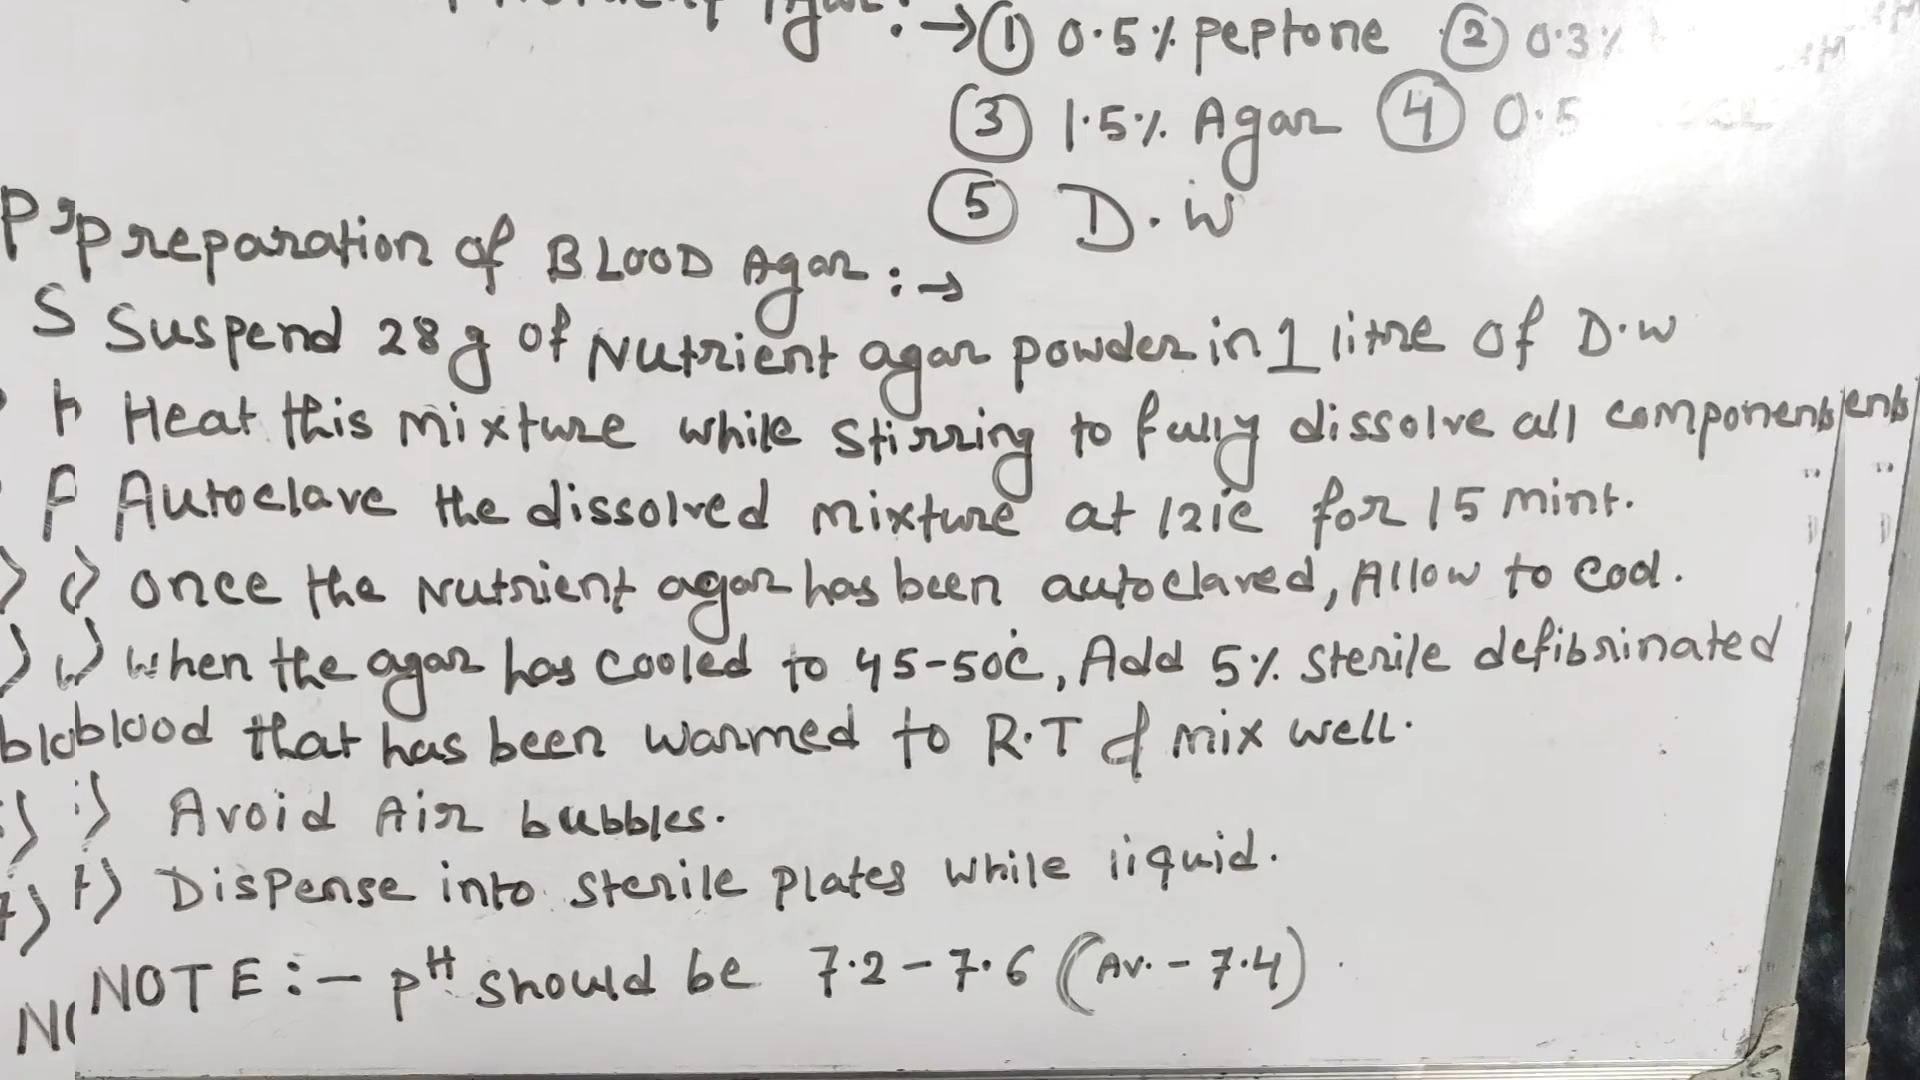 :→ ① 0.5% peptone ② 0.3%
③ 1.5% Agar ④ 0.5
⑤ D.W
Preparation of BLOOD Agar :→
Suspend 28g of Nutrient agar powder in 1 litre of D.W
Heat this mixture while stirring to fully dissolve all components
Autoclave the dissolved mixture at 121°C for 15 mint.
once the Nutrient agar has been autoclaved, Allow to cool.
when the agar has cooled to 45-50°C, Add 5% sterile defibrinated
blood that has been warmed to R.T & mix well.
Avoid Air bubbles.
Dispense into sterile plates while liquid.
NOTE :- pH should be 7.2-7.6 (Av.-7.4)